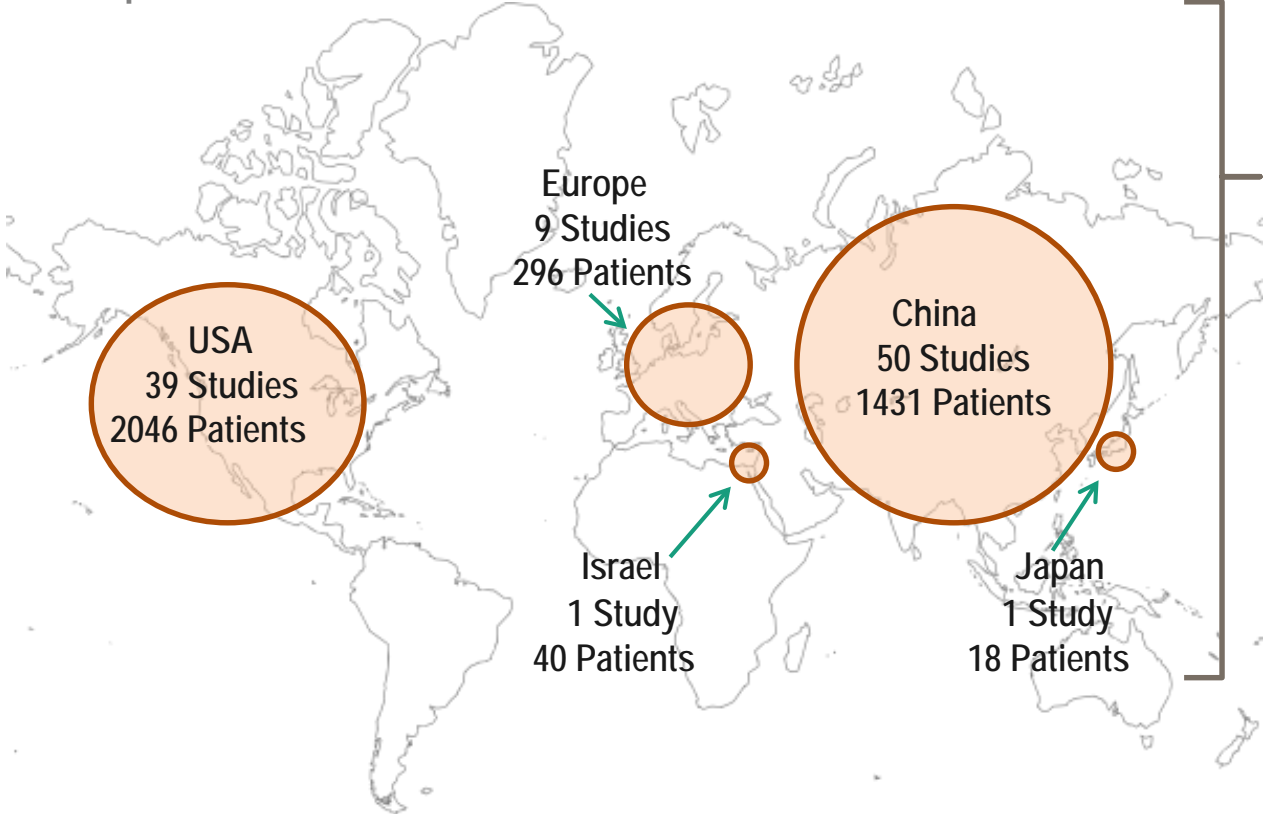 Europe
9 Studies
296 Patients
USA
39 Studies
2046 Patients
China
50 Studies
1431 Patients
Israel
1 Study
40 Patients
Japan
1 Study
18 Patients